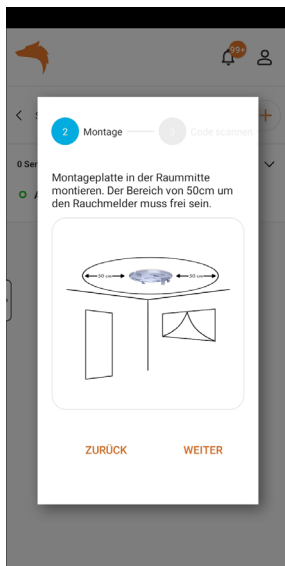 99+
S
2 Montage 3 Code scannen
0 Ser
A
Montageplatte in der Raummitte
montieren. Der Bereich von 50cm um
den Rauchmelder muss frei sein.
50 cm 50 cm
ZURÜCK WEITER